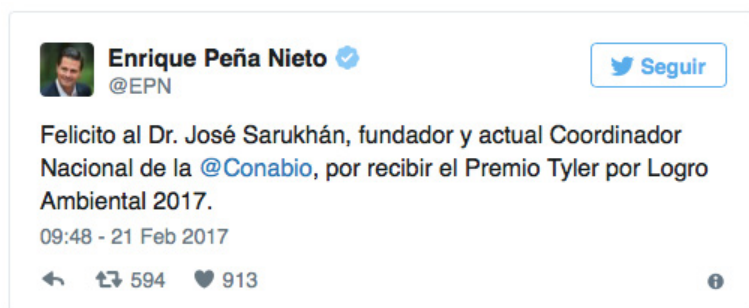 Enrique Peña Nieto
@EPN
Seguir
Felicito al Dr. José Sarukhán, fundador y actual Coordinador
Nacional de la @Conabio, por recibir el Premio Tyler por Logro
Ambiental 2017.
09:48 - 21 Feb 2017
594 913